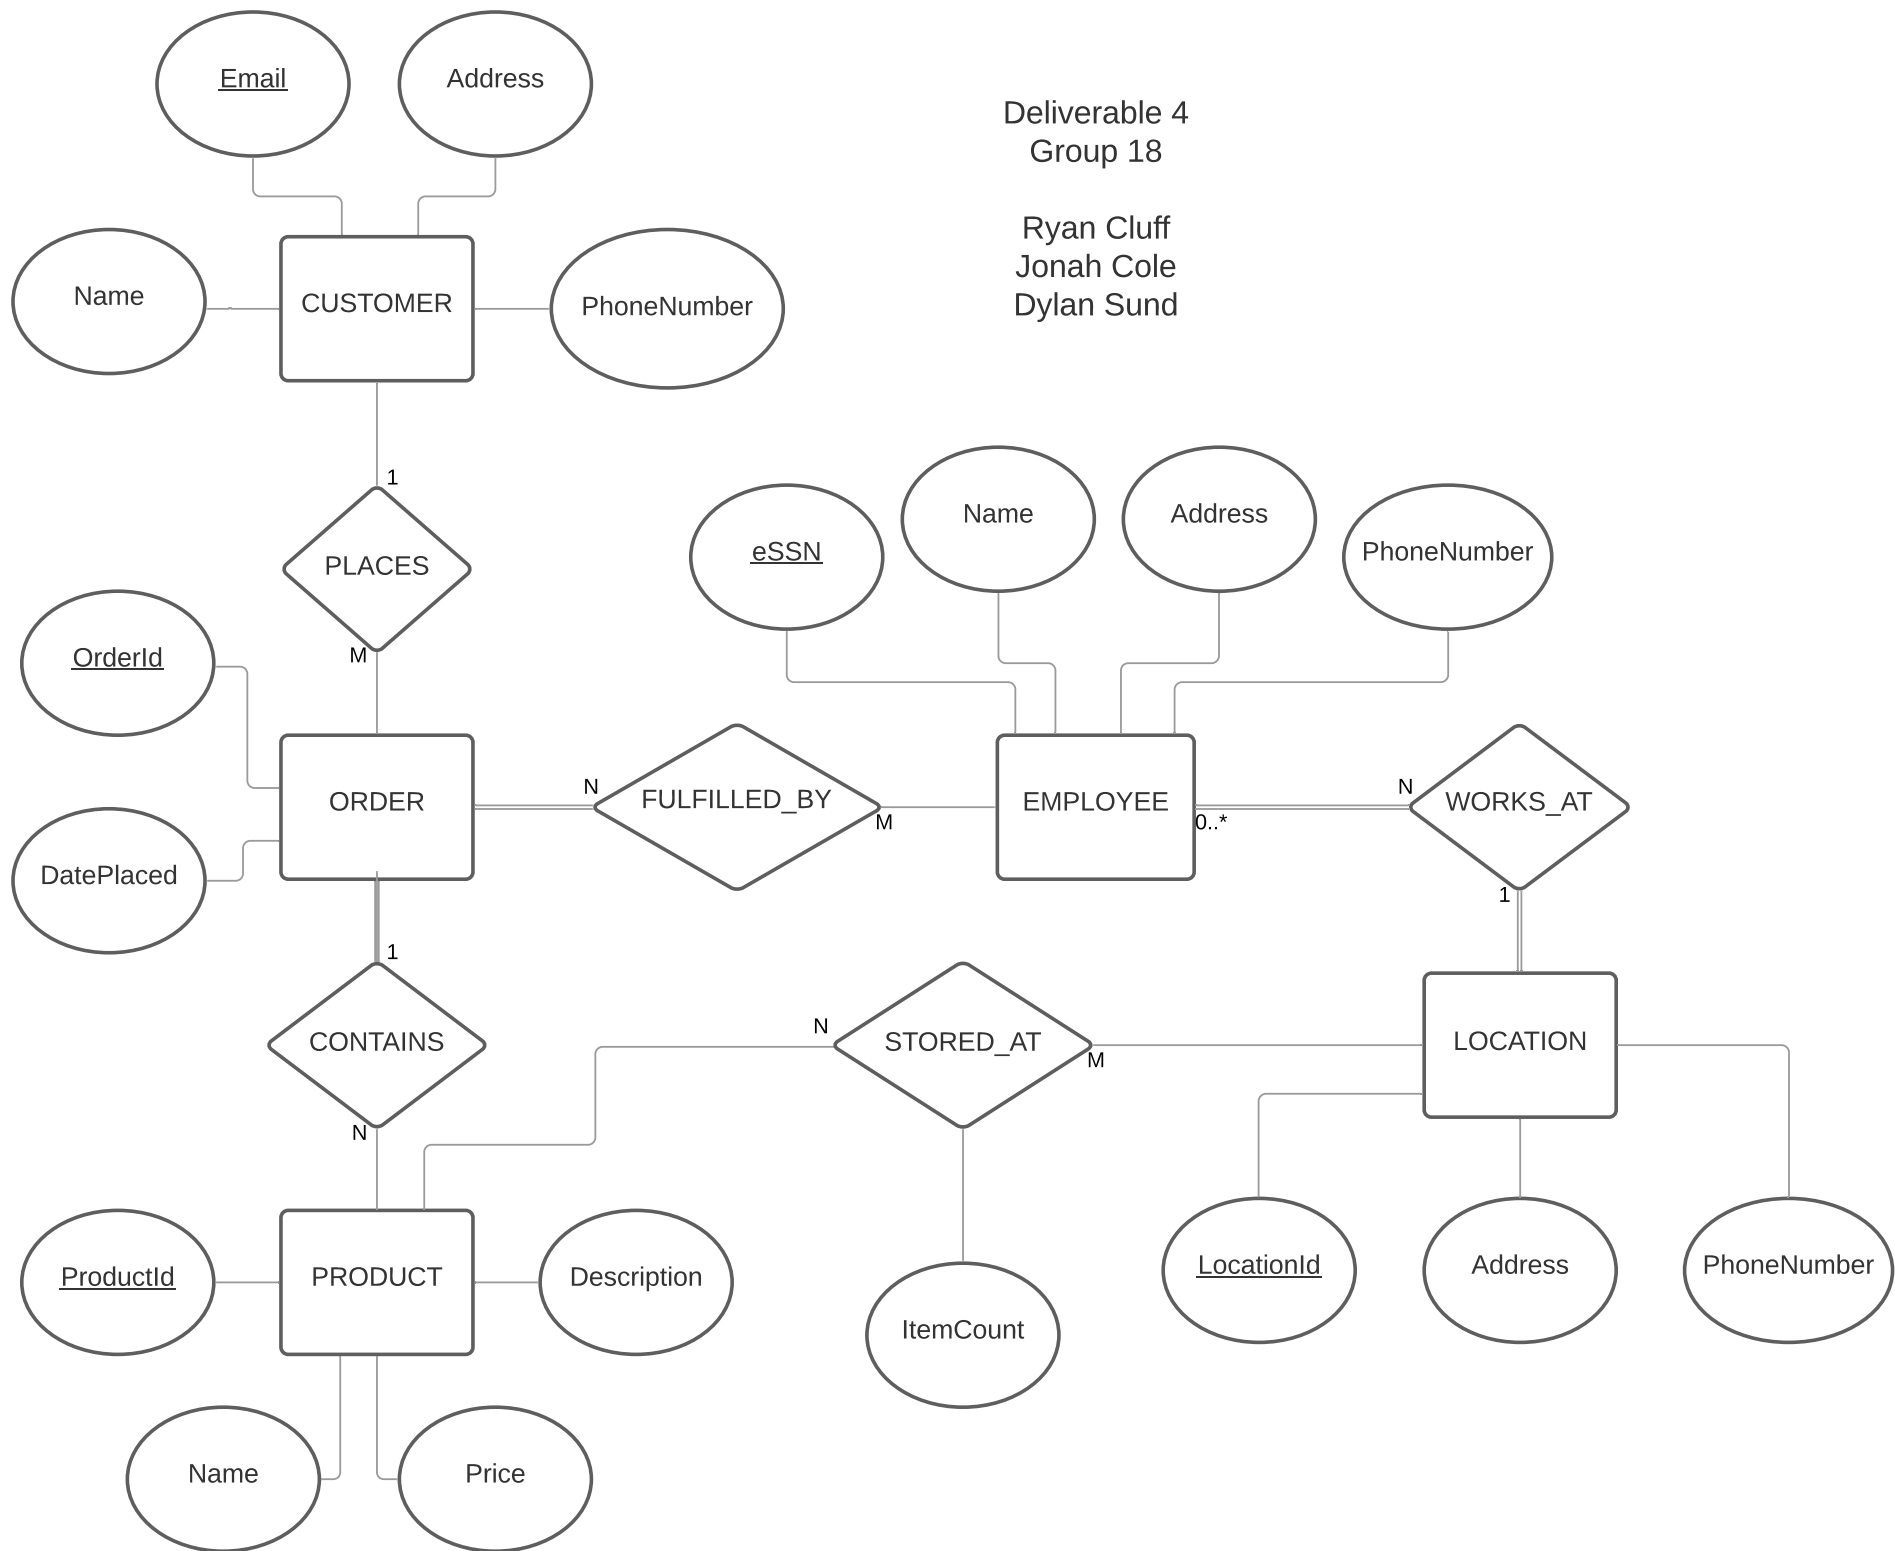 Email
Address
Deliverable 4
Group 18
Ryan Cluff
Jonah Cole
Dylan Sund
Name
CUSTOMER
PhoneNumber
1
PLACES
M
eSSN
Name
Address
PhoneNumber
OrderId
ORDER
N
FULFILLED_BY
M
EMPLOYEE
0..*
N
WORKS_AT
1
DatePlaced
1
CONTAINS
N
N
STORED_AT
M
LOCATION
ProductId
PRODUCT
Description
ItemCount
LocationId
Address
PhoneNumber
Name
Price